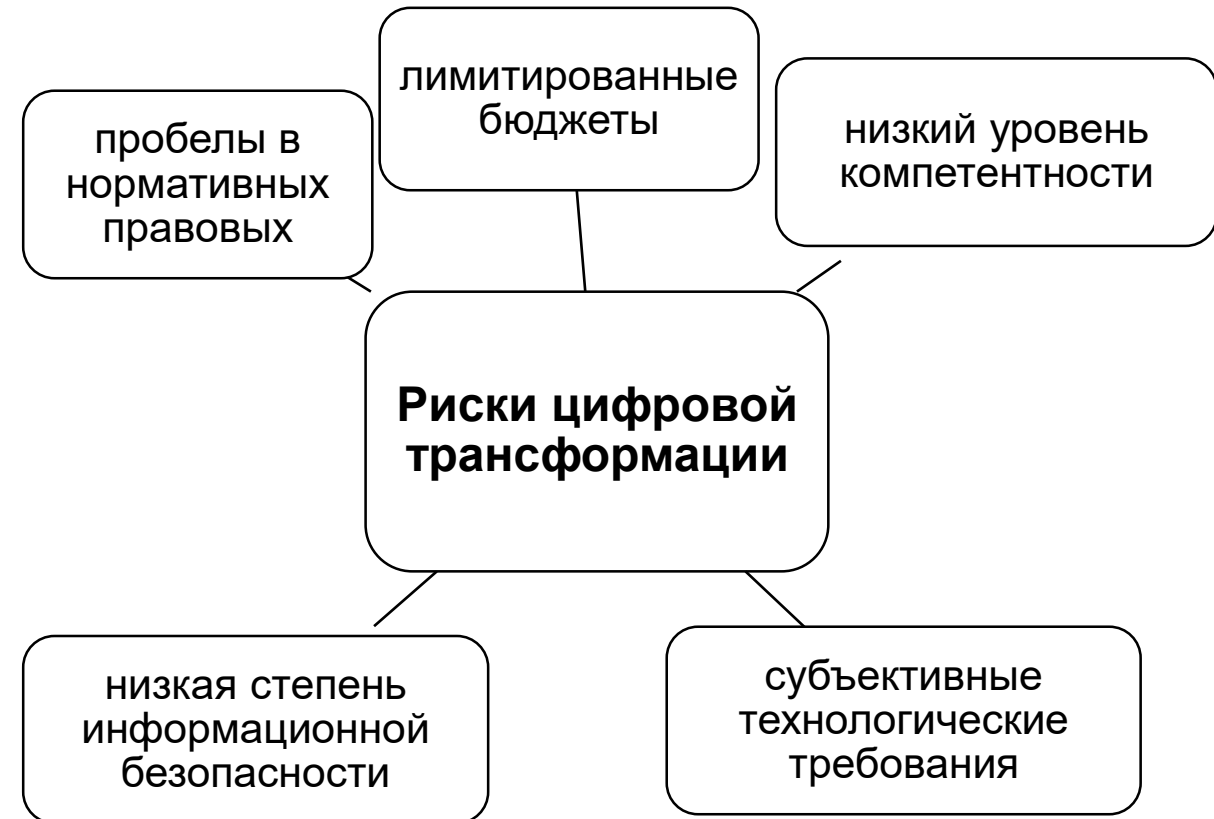 лимитированные
бюджеты
пробелы в
нормативных
правовых
низкий уровень
компетентности
Риски цифровой
трансформации
низкая степень
информационной
безопасности
субъективные
технологические
требования